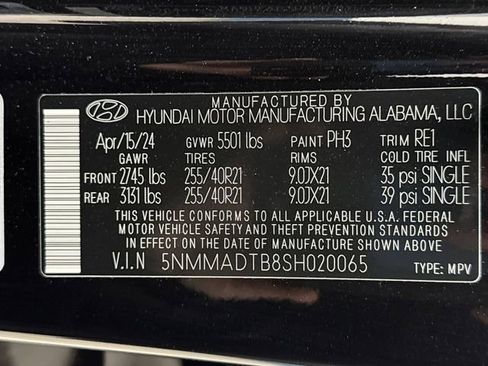 MANUFACTURED BY
HYUNDAI MOTOR MANUFACTURING ALABAMA, LLC
Apr/15/24 GVWR 5501 lbs PAINT PH3 TRIM RE1
GAWR TIRES RIMS COLD TIRE INFL
FRONT 2745 lbs 255/40R21 9.0JX21 35 psi SINGLE
REAR 3131 lbs 255/40R21 9.0JX21 39 psi SINGLE
THIS VEHICLE CONFORMS TO ALL APPLICABLE U.S.A. FEDERAL
MOTOR VEHICLE SAFETY AND THEFT PREVENTION STANDARDS
IN EFFECT ON THE DATE OF MANUFACTURE SHOWN ABOVE.
V.I.N 5NMMADTB8SH020065 TYPE: MPV